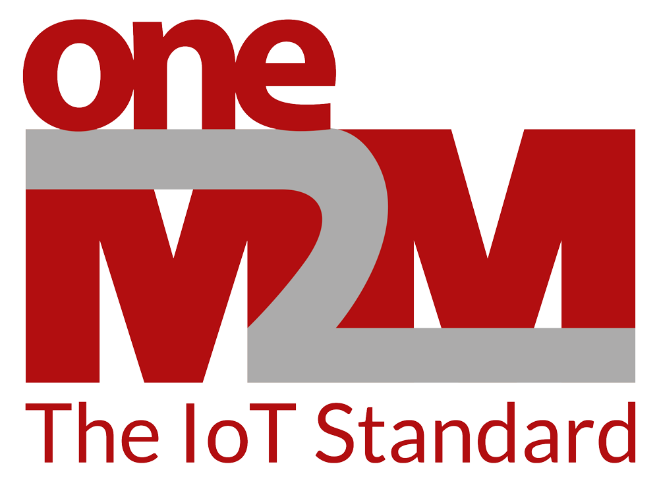 one
M2M
The IoT Standard